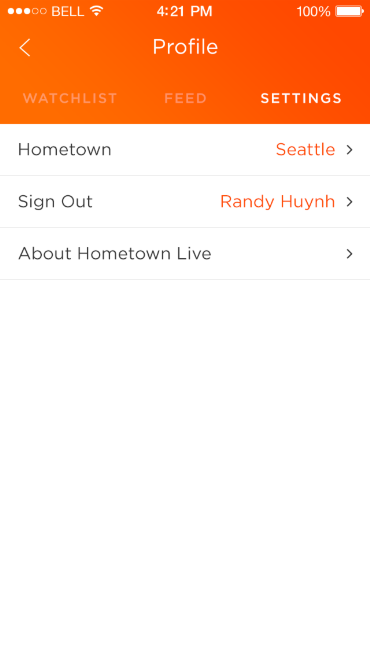 BELL 4:21 PM 100%
Profile
WATCHLIST FEED SETTINGS
Hometown Seattle
Sign Out Randy Huynh
About Hometown Live